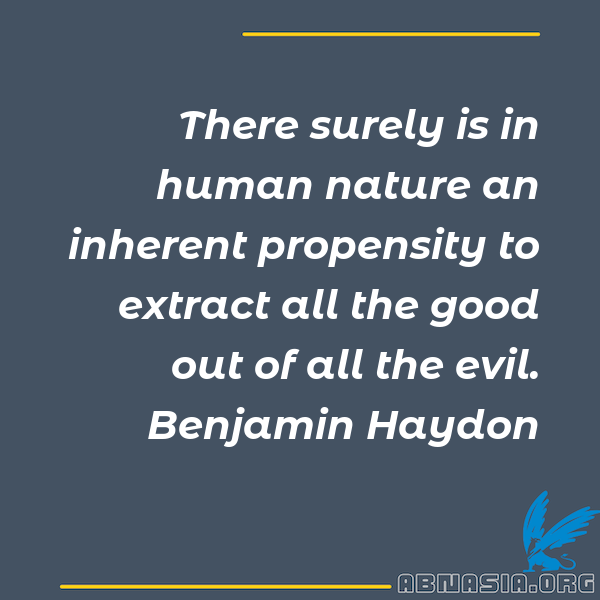 There surely is in
human nature an
inherent propensity to
extract all the good
out of all the evil.
Benjamin Haydon
ABNASIA.ORG